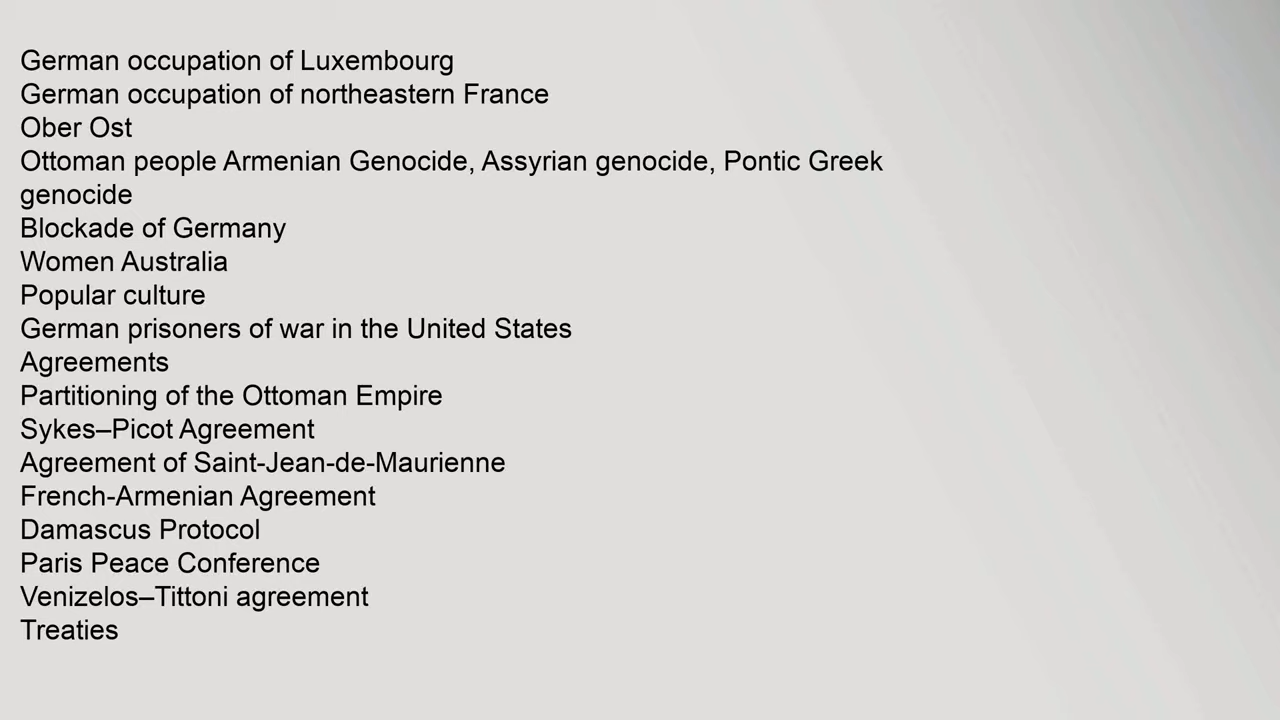 German occupation of Luxembourg
German occupation of northeastern France
Ober Ost
Ottoman people Armenian Genocide, Assyrian genocide, Pontic Greek
genocide
Blockade of Germany
Women Australia
Popular culture
German prisoners of war in the United States
Agreements
Partitioning of the Ottoman Empire
Sykes–Picot Agreement
Agreement of Saint-Jean-de-Maurienne
French-Armenian Agreement
Damascus Protocol
Paris Peace Conference
Venizelos–Tittoni agreement
Treaties